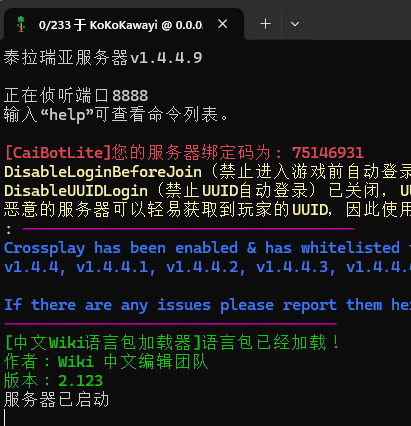 0/233 于 KoKoKawayi @ 0.0.0.
泰拉瑞亚服务器v1.4.4.9
正在侦听端口8888
输入“help”可查看命令列表。
[CaiBotLite]您的服务器绑定码为: 75146931
DisableLoginBeforeJoin (禁止进入游戏前自动登录
DisableUUIDLogin (禁止UUID自动登录) 已关闭, UU
恶意的服务器可以轻易获取到玩家的UUID, 因此使用
:
Crossplay has been enabled & has whitelisted
v1.4.4, v1.4.4.1, v1.4.4.2, v1.4.4.3, v1.4.4.
If there are any issues please report them he
[中文Wiki语言包加载器]语言包已经加载!
作者: Wiki 中文编辑团队
版本: 2.123
服务器已启动